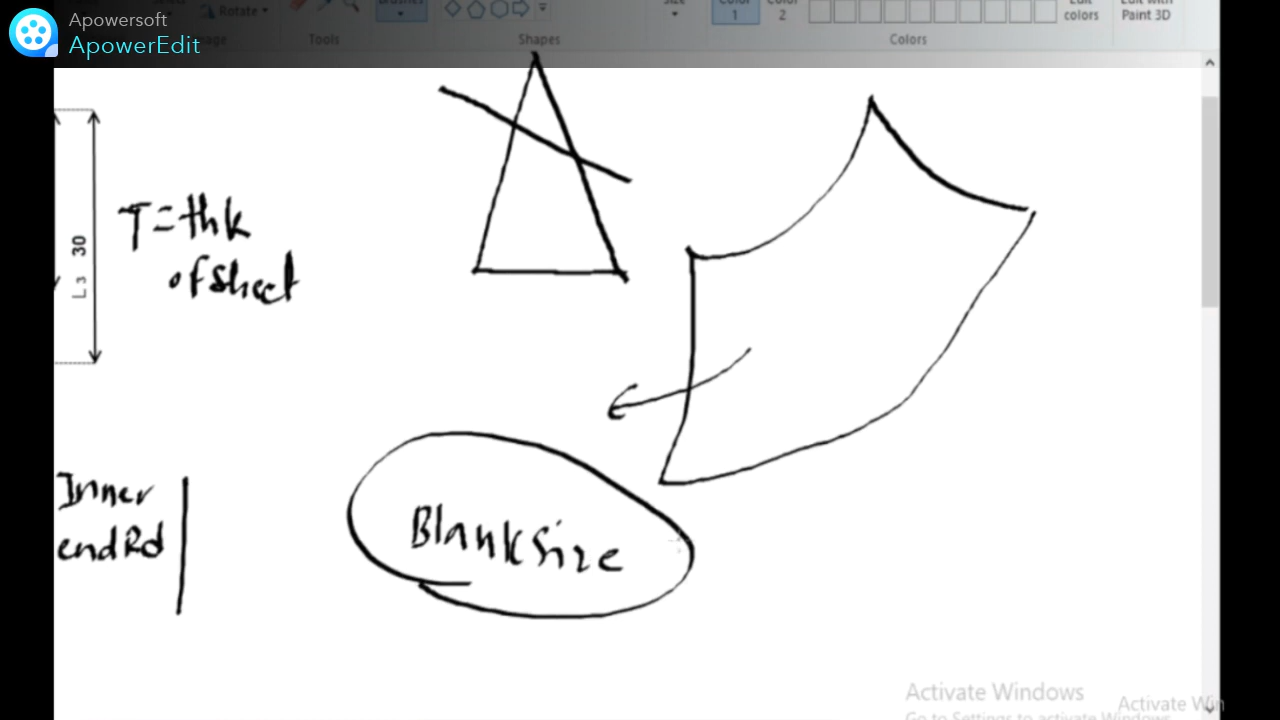 Apowersoft
ApowerEdit
Rotate
Tools
Shapes
Color
1
Color
2
Edit
colors
Edit with
Paint 3D
Colors
T=thk
of sheet
30
L3
Inner
end Rd
Blank size
Activate Windows
Go to Settings to activate Windows